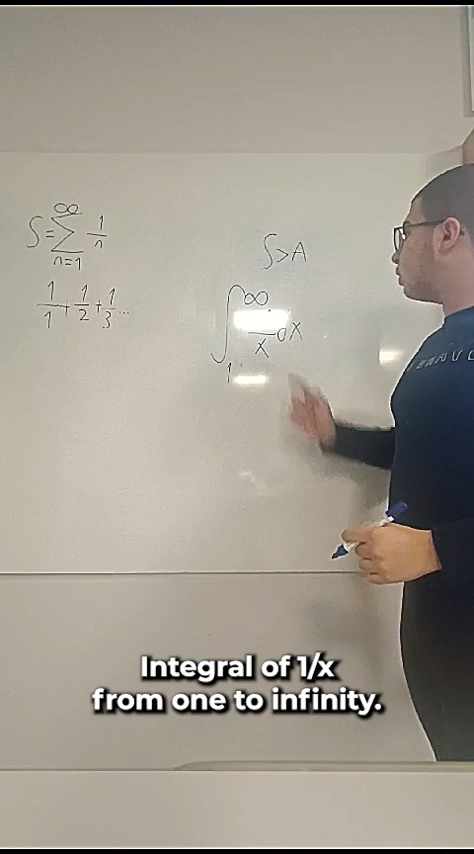 S = ∑_{n=1}^{∞} 1/n
1/1 + 1/2 + 1/3 ...
S > A
∫_{1}^{∞} 1/x dx
Integral of 1/x
from one to infinity.